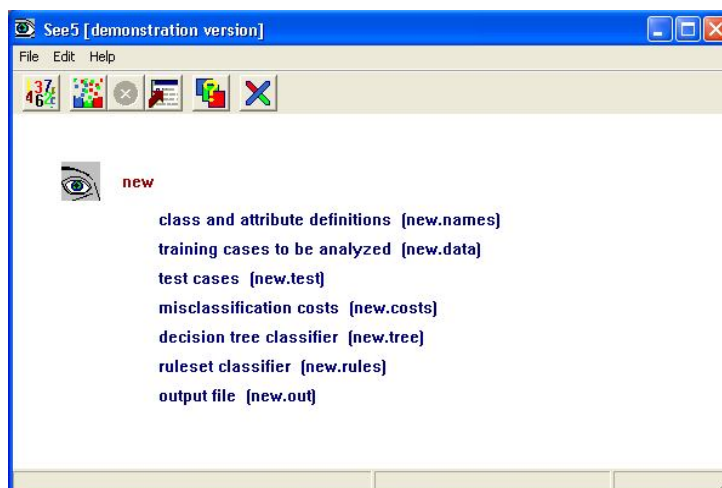 See5 [demonstration version]
File Edit Help
new
class and attribute definitions (new.names)
training cases to be analyzed (new.data)
test cases (new.test)
misclassification costs (new.costs)
decision tree classifier (new.tree)
ruleset classifier (new.rules)
output file (new.out)